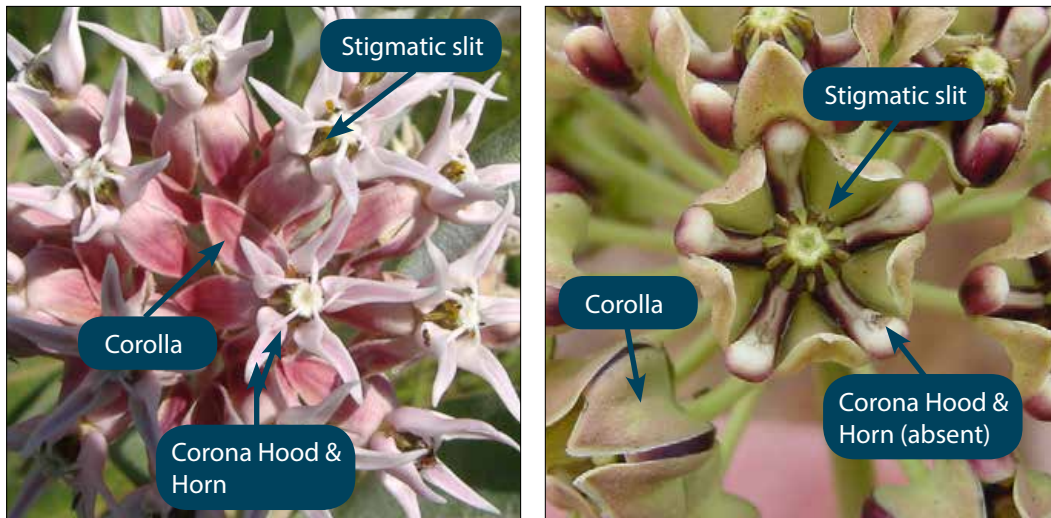 Stigmatic slit
Corolla
Corona Hood &
Horn
Stigmatic slit
Corolla
Corona Hood &
Horn (absent)